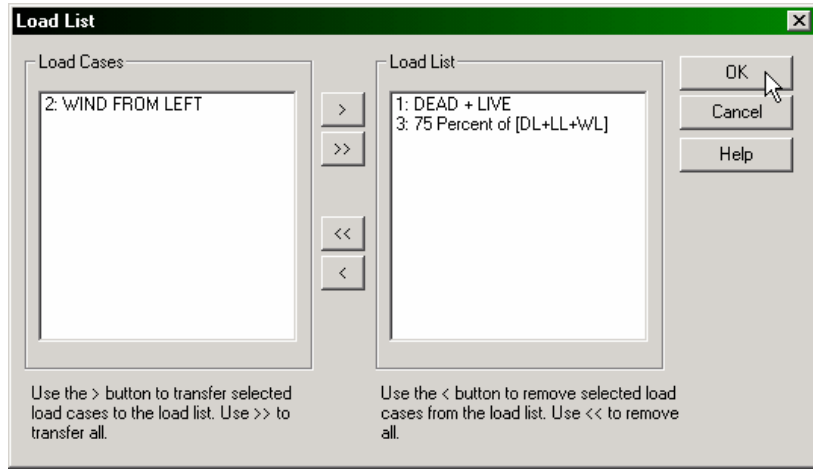 Load List
Load Cases
2: WIND FROM LEFT
>
>>
<<
<
Load List
1: DEAD + LIVE
3: 75 Percent of [DL+LL+WL]
OK
Cancel
Help
Use the > button to transfer selected
load cases to the load list. Use >> to
transfer all.
Use the < button to remove selected load
cases from the load list. Use << to remove
all.